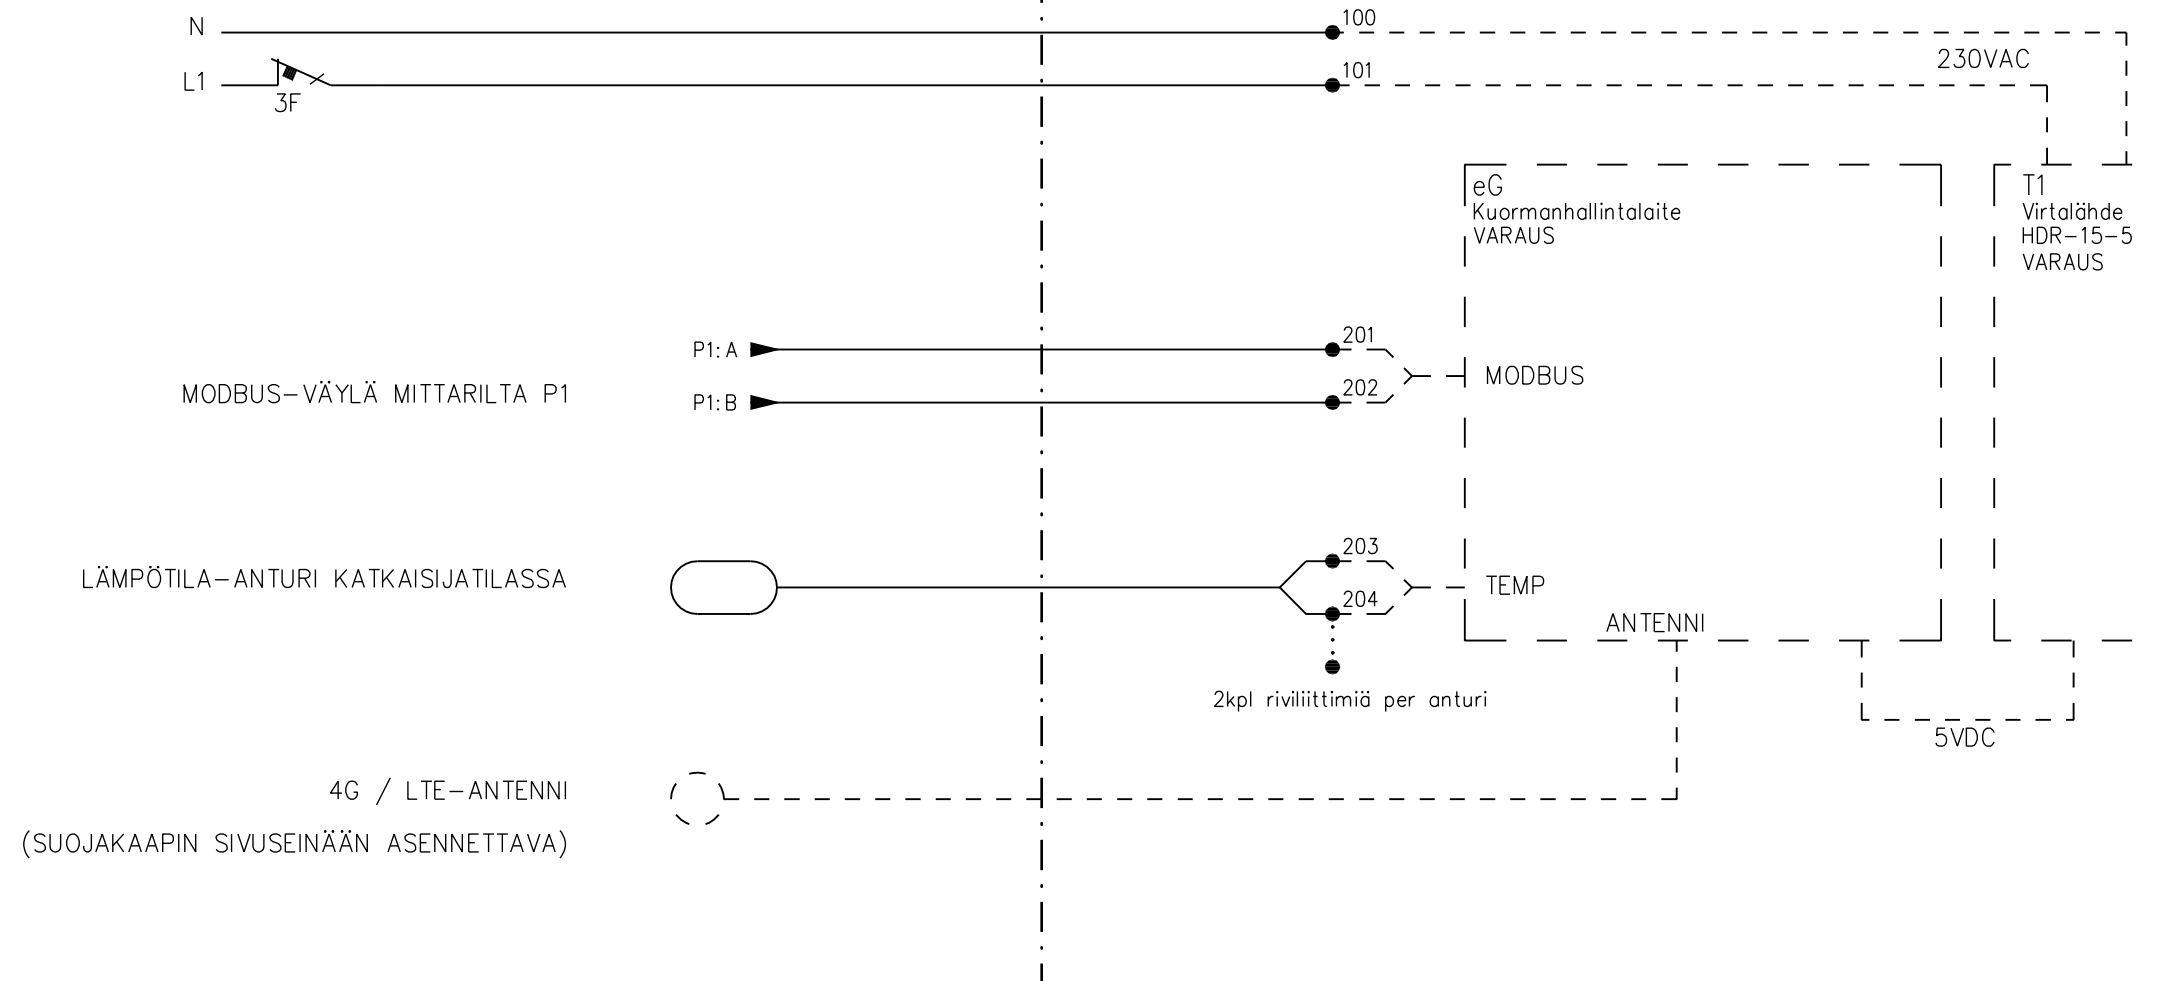 N
100
230VAC
L1
101
3F
eG
Kuormanhallintalaite
VARAUS
T1
Virtalähde
HDR-15-5
VARAUS
201
P1:A
MODBUS
202
MODBUS-VÄYLÄ MITTARILTA P1
P1:B
203
LÄMPÖTILA-ANTURI KATKAISIJATILASSA
TEMP
204
ANTENNI
2kpl riviliittimiä per anturi
5VDC
4G / LTE-ANTENNI
(SUOJAKAAPIN SIVUSEINÄÄN ASENNETTAVA)